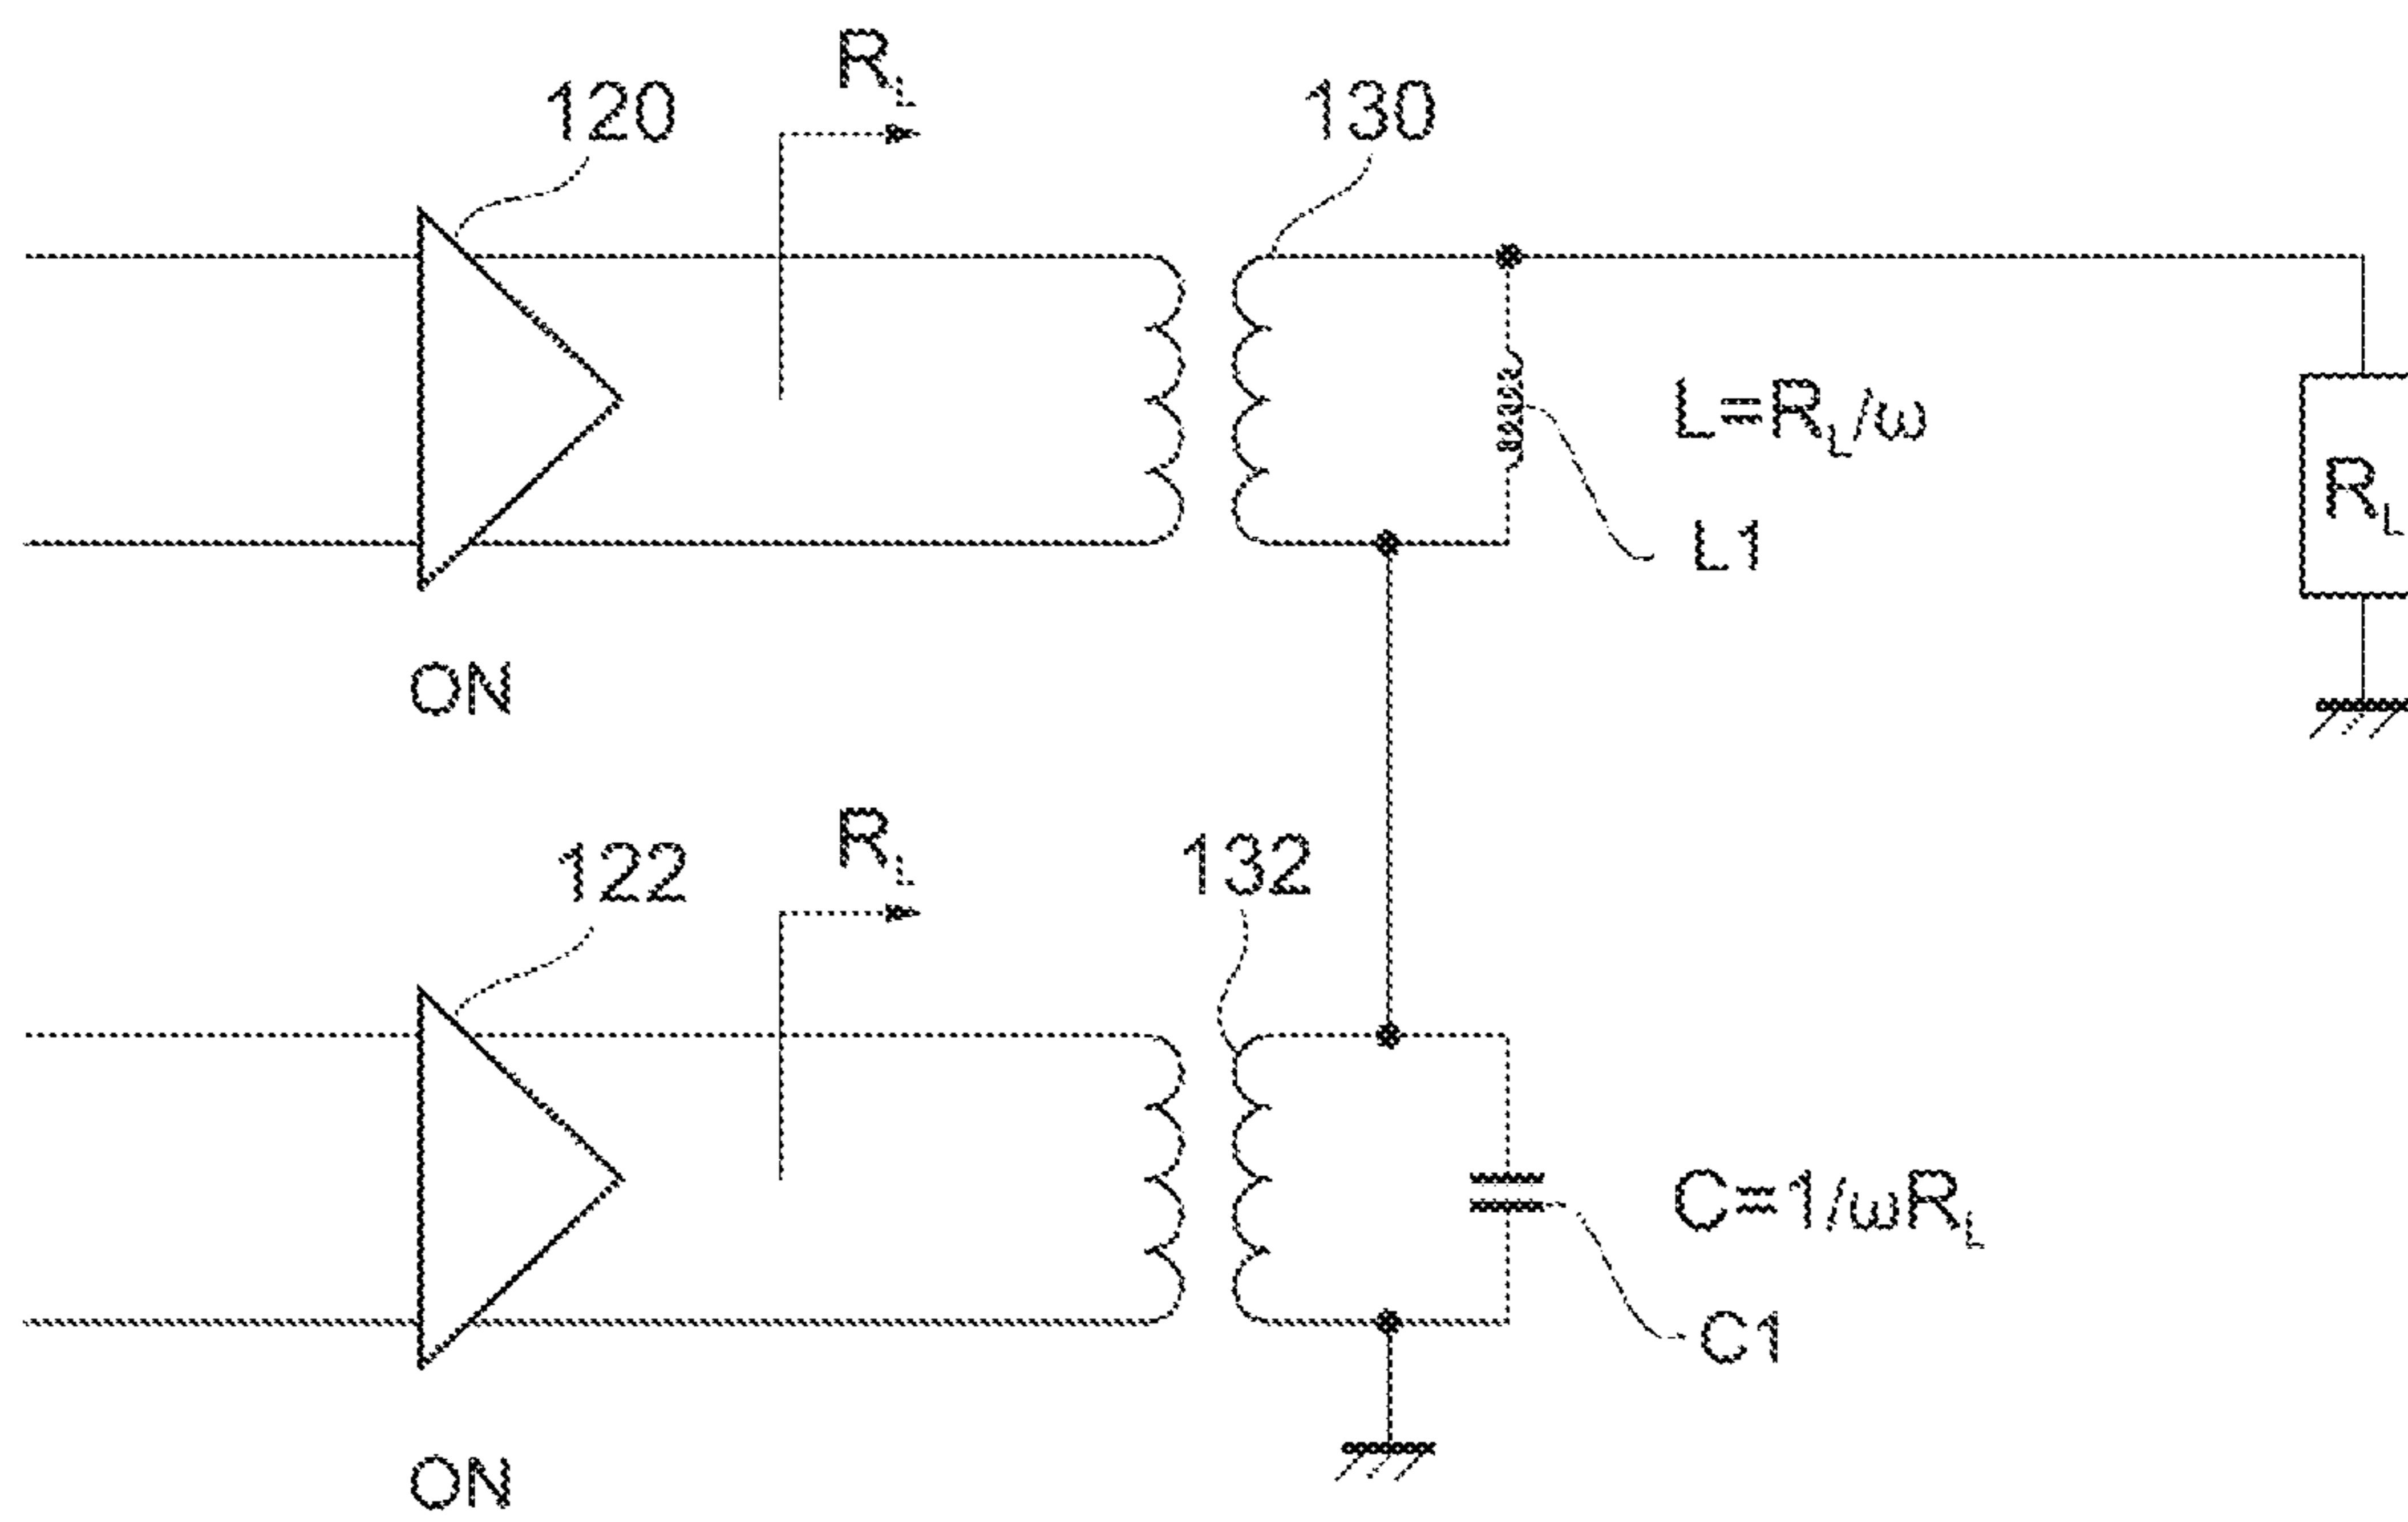 R_L
120
130
L=R_L/ω
R_L
L1
ON
R_L
122
132
C=1/ωR_L
C1
ON